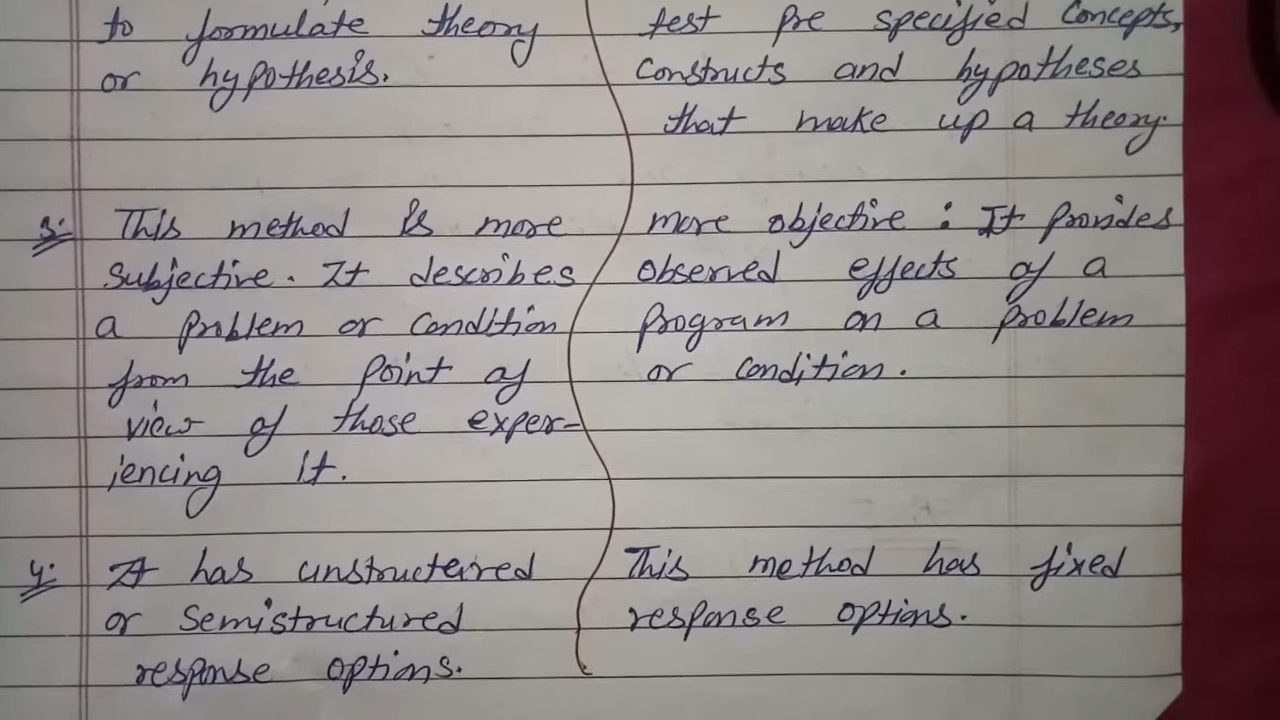 to formulate theory
or hypothesis.
test pre specified concepts,
constructs and hypotheses
that make up a theory.
3.
This method is more
subjective. It describes
a problem or condition
from the point of
view of those exper-
iencing it.
more objective : It provides
observed effects of a
program on a problem
or condition.
4.
It has unstructeired
or semistructured
response options.
This method has fixed
response options.